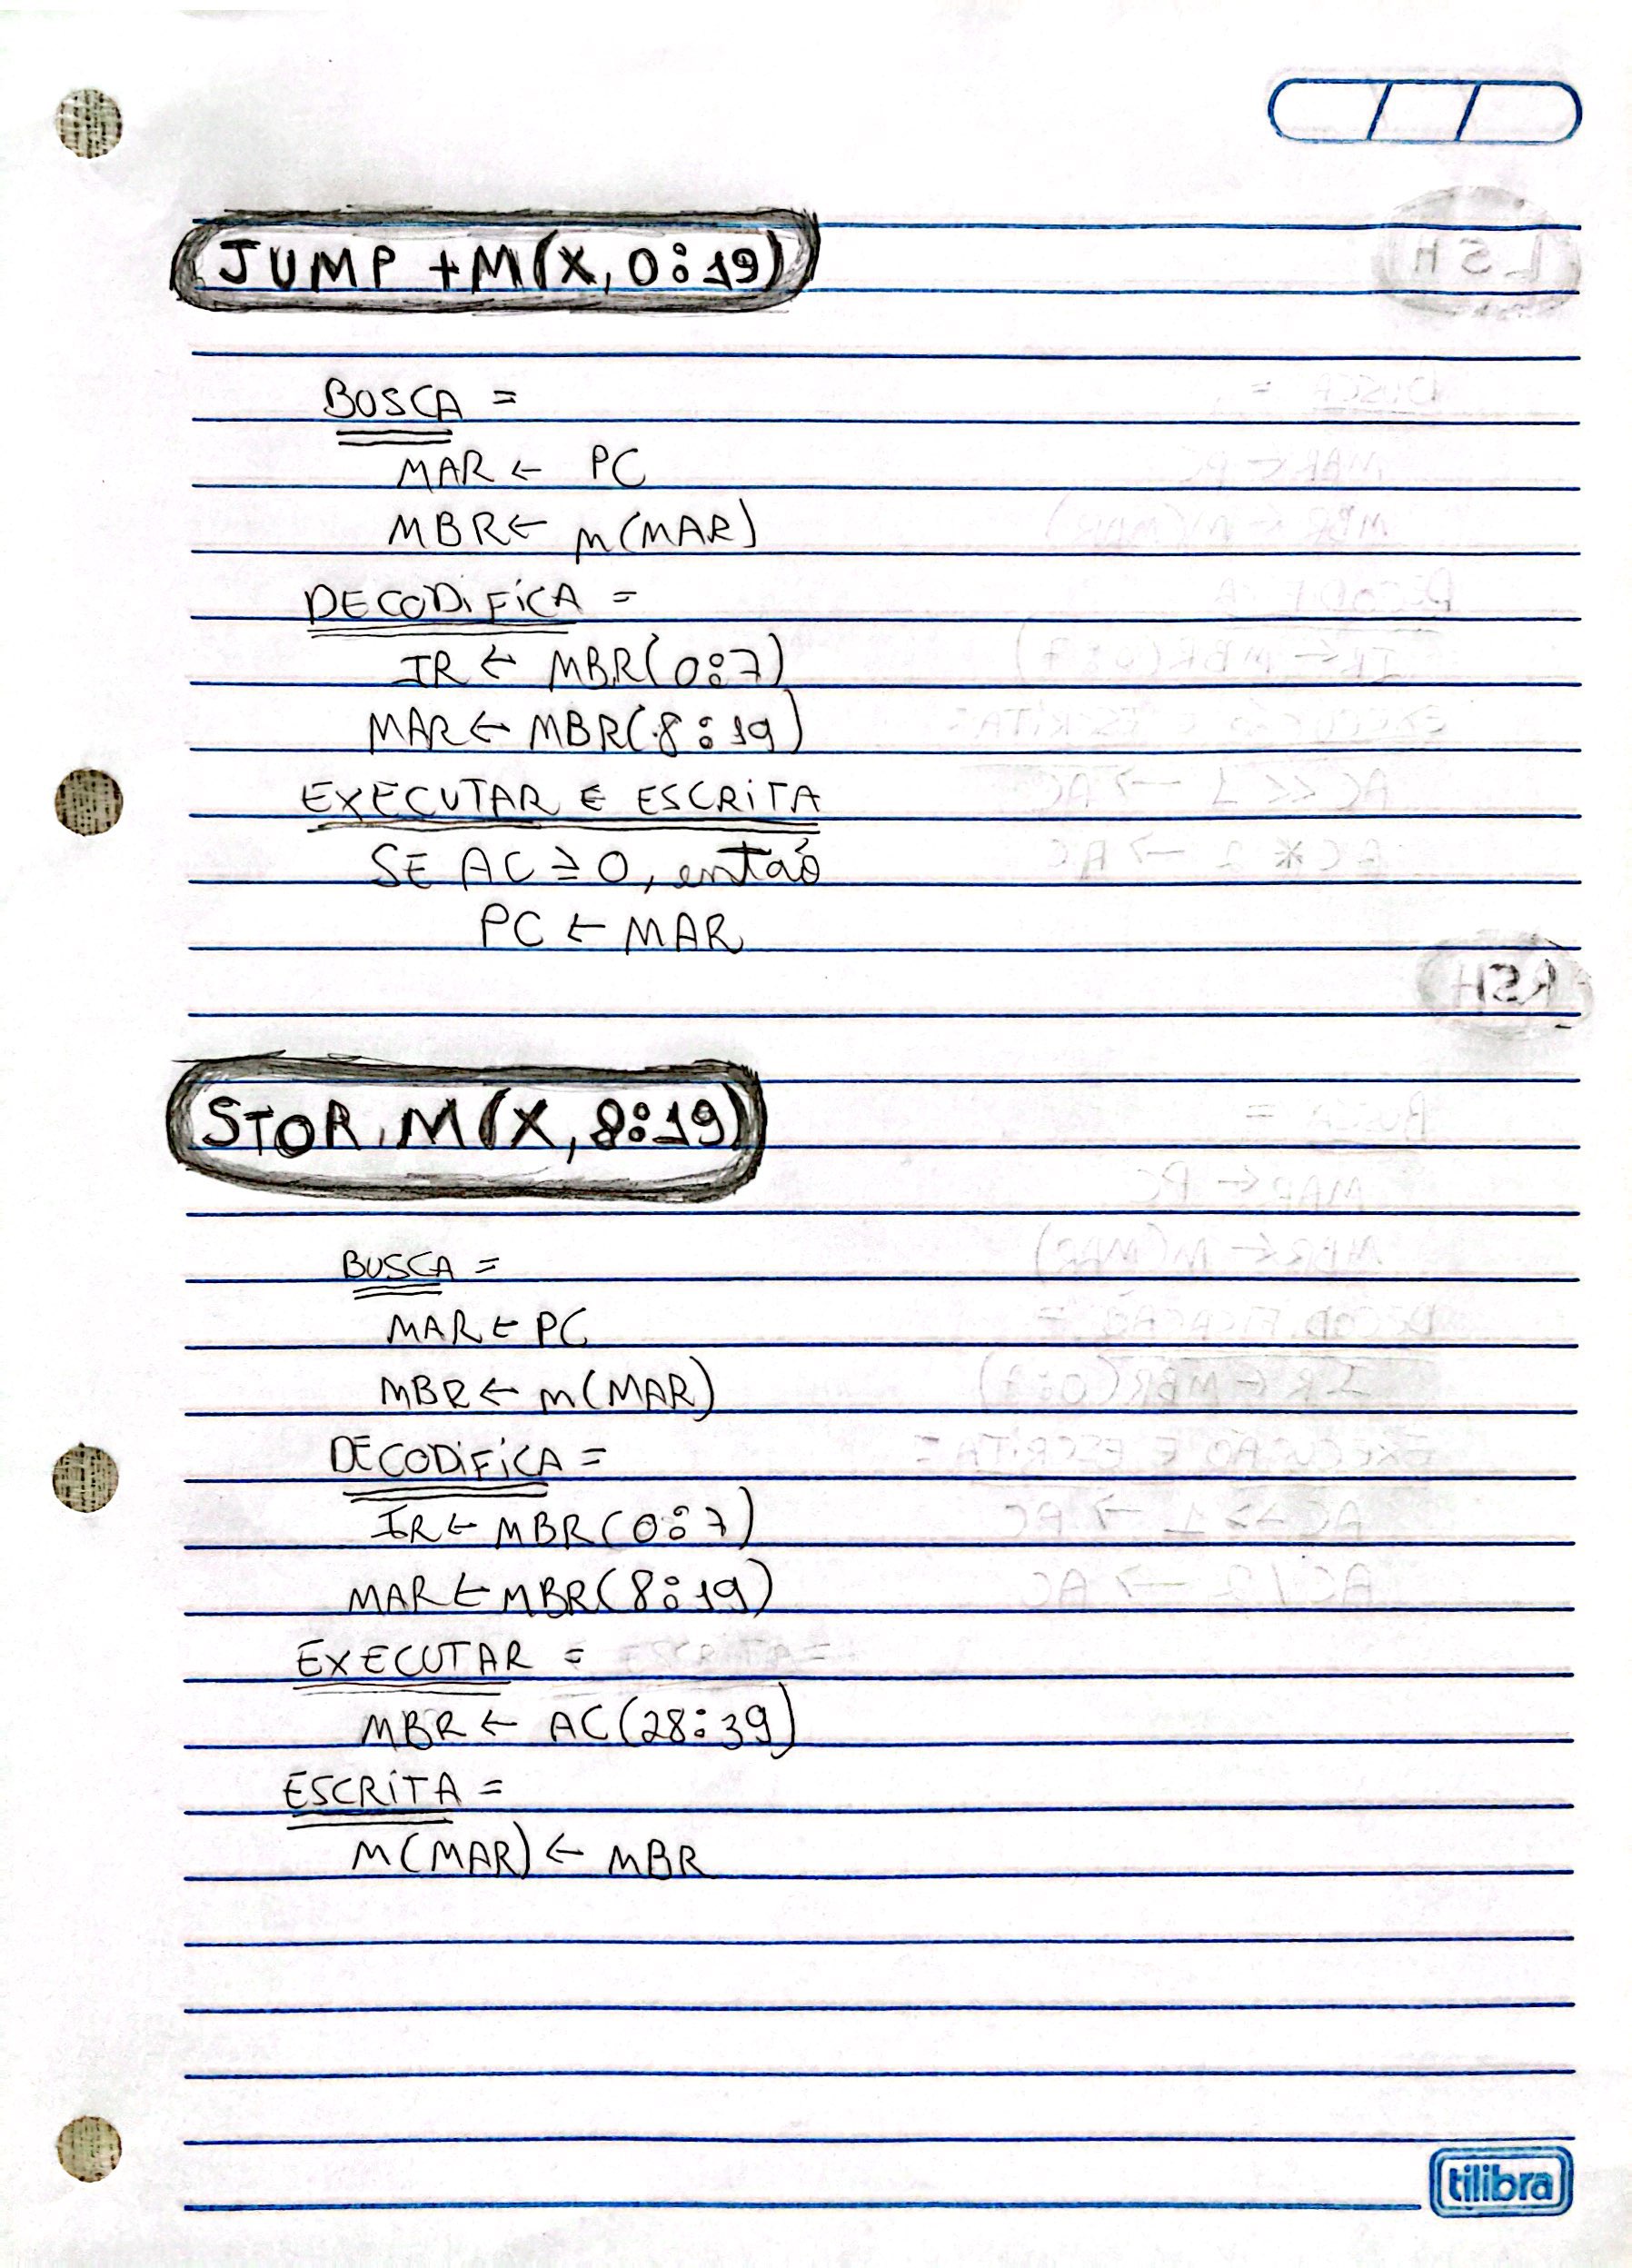 JUMP +M(X, 0:19)
BOSCA =
MAR ← PC
MBR ← M(MAR)
DECODIFICA =
IR ← MBR(0:7)
MAR ← MBR(8:19)
EXECUTAR E ESCRITA
SE AC ≥ 0, então
PC ← MAR
STOR M(X, 8:19)
BUSCA =
MAR ← PC
MBR ← M(MAR)
DECODIFICA =
IR ← MBR(0:7)
MAR ← MBR(8:19)
EXECUTAR =
MBR ← AC(28:39)
ESCRITA =
M(MAR) ← MBR
tilibra